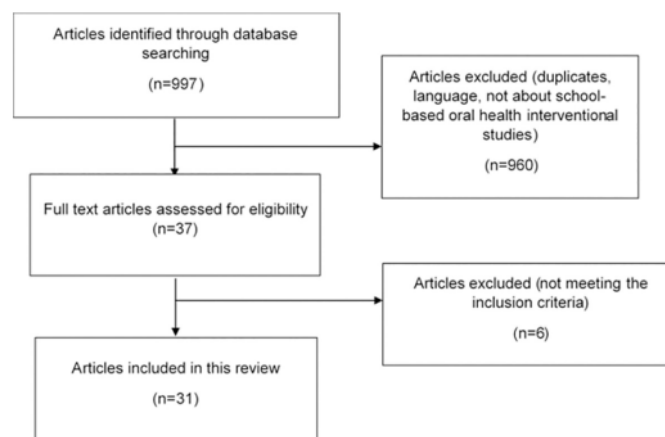 Articles identified through database
searching
(n=997)
Articles excluded (duplicates,
language, not about school-
based oral health interventional
studies)
(n=960)
Full text articles assessed for eligibility
(n=37)
Articles excluded (not meeting the
inclusion criteria)
(n=6)
Articles included in this review
(n=31)